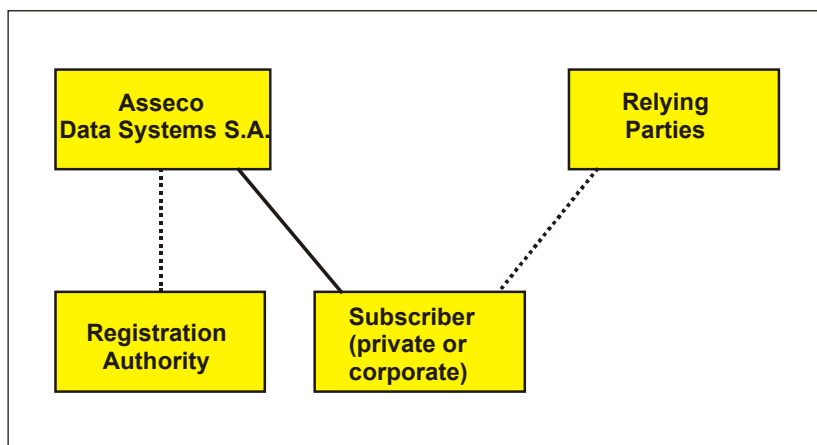 Asseco
Data Systems S.A.
Relying
Parties
Registration
Authority
Subscriber
(private or
corporate)